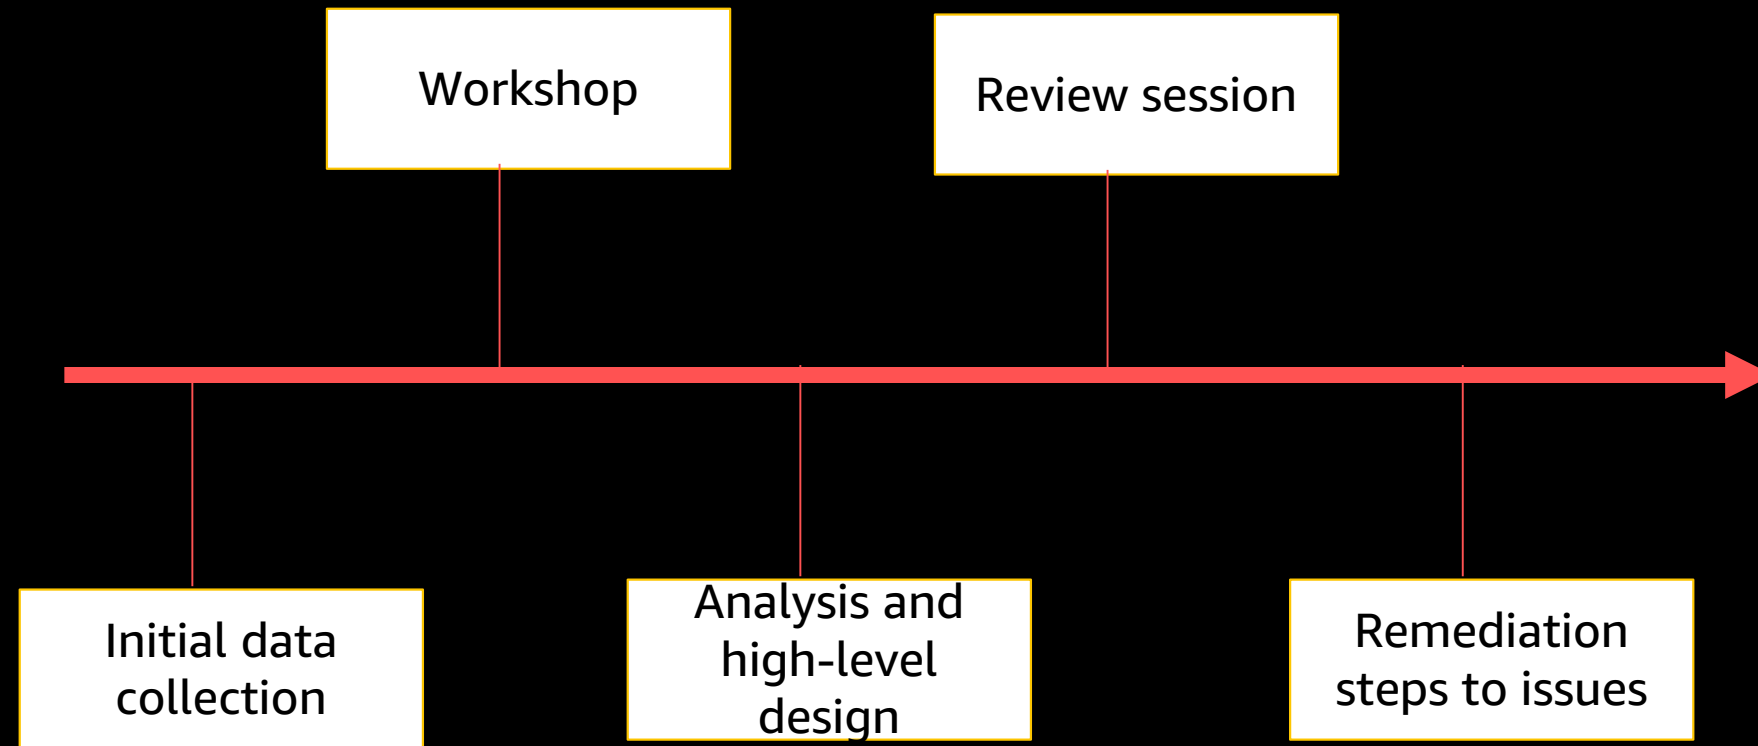 Workshop
Review session
Initial data
collection
Analysis and
high-level
design
Remediation
steps to issues